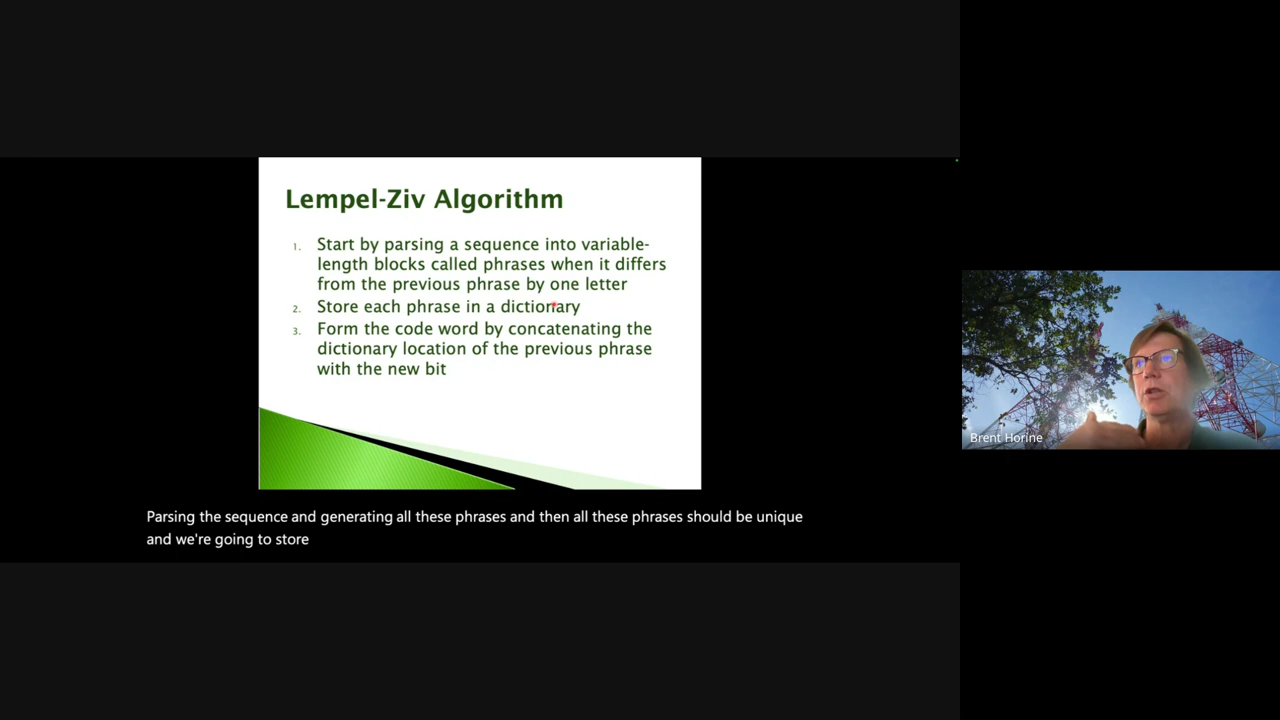 Lempel-Ziv Algorithm
1. Start by parsing a sequence into variable-
length blocks called phrases when it differs
from the previous phrase by one letter
2. Store each phrase in a dictionary
3. Form the code word by concatenating the
dictionary location of the previous phrase
with the new bit
Brent Horine
Parsing the sequence and generating all these phrases and then all these phrases should be unique
and we're going to store